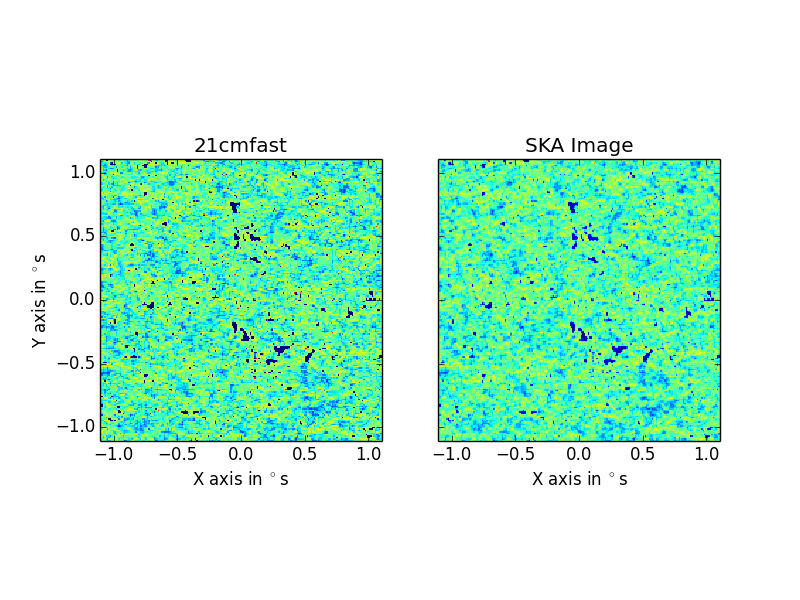 21cmfast
SKA Image
1.0
0.5
0.0
−0.5
−1.0
Y axis in °s
−1.0 −0.5 0.0 0.5 1.0
−1.0 −0.5 0.0 0.5 1.0
X axis in °s
X axis in °s